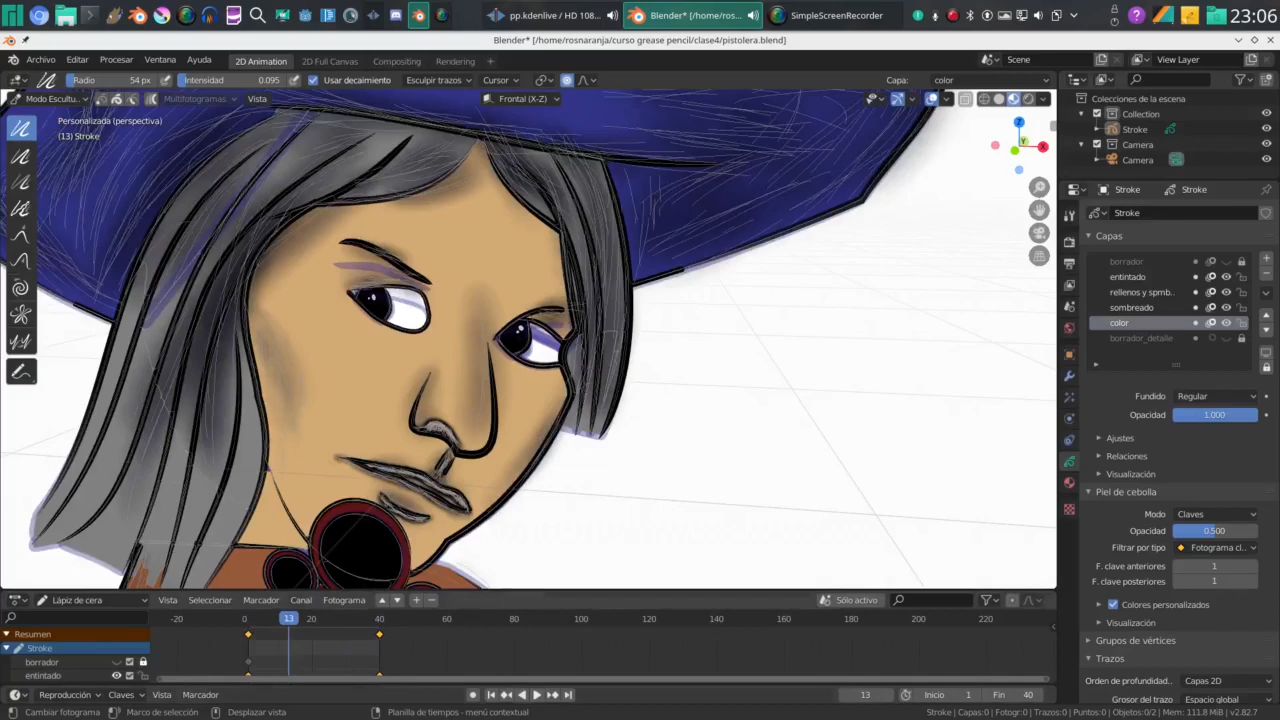 pp.kdenlive / HD 108...
Blender* [/home/ros...
SimpleScreenRecorder
23:06
Blender* [/home/rosnaranja/curso grease pencil/clase4/pistolera.blend]
Archivo
Editar
Procesar
Ventana
Ayuda
2D Animation
2D Full Canvas
Compositing
Rendering
+
Scene
View Layer
Radio
54 px
Intensidad
0.095
Usar decaimiento
Esculpir trazos
Cursor
Capa:
color
Modo Escultu..
Multifotogramas
Vista
Frontal (X-Z)
Personalizada (perspectiva)
(13) Stroke
Z
Y
X
Colecciones de la escena
Collection
Stroke
Camera
Camera
Stroke
Stroke
Stroke
Capas
borrador
entintado
rellenos y spmb..
sombreado
color
borrador_detalle
Fundido
Regular
Opacidad
1.000
Ajustes
Relaciones
Visualización
Piel de cebolla
Modo
Claves
Opacidad
0.500
Filtrar por tipo
Fotograma cl...
F. clave anteriores
1
F. clave posteriores
1
Colores personalizados
Visualización
Grupos de vértices
Trazos
Orden de profundidad..
Capas 2D
Grosor del trazo
Espacio global
Lápiz de cera
Vista
Seleccionar
Marcador
Canal
Fotograma
Sólo activo
-20
0
13
20
40
60
80
100
120
140
160
180
200
220
Resumen
Stroke
borrador
entintado
Reproducción
Claves
Vista
Marcador
13
Inicio
1
Fin
40
Cambiar fotograma
Marco de selección
Desplazar vista
Planilla de tiempos - menú contextual
Stroke | Capas:0 | Fotogr:0 | Trazos:0 | Puntos:0 | Objetos:0/2 | Mem: 111.8 MiB | v2.82.7